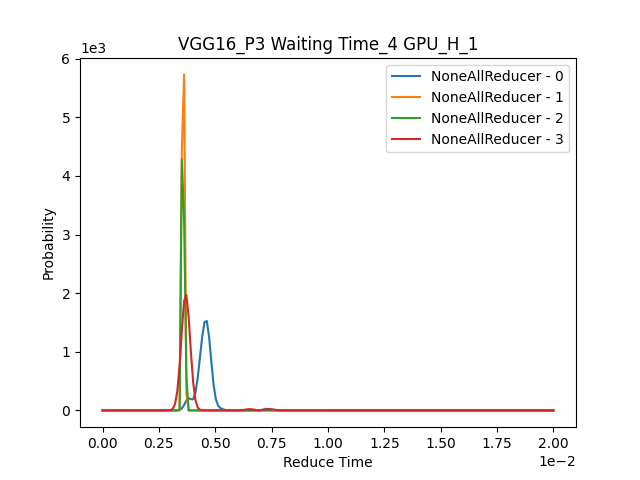 VGG16_P3 Waiting Time_4 GPU_H_1
1e3
6
5
4
3
2
1
0
Probability
NoneAllReducer - 0
NoneAllReducer - 1
NoneAllReducer - 2
NoneAllReducer - 3
0.00 0.25 0.50 0.75 1.00 1.25 1.50 1.75 2.00
1e−2
Reduce Time